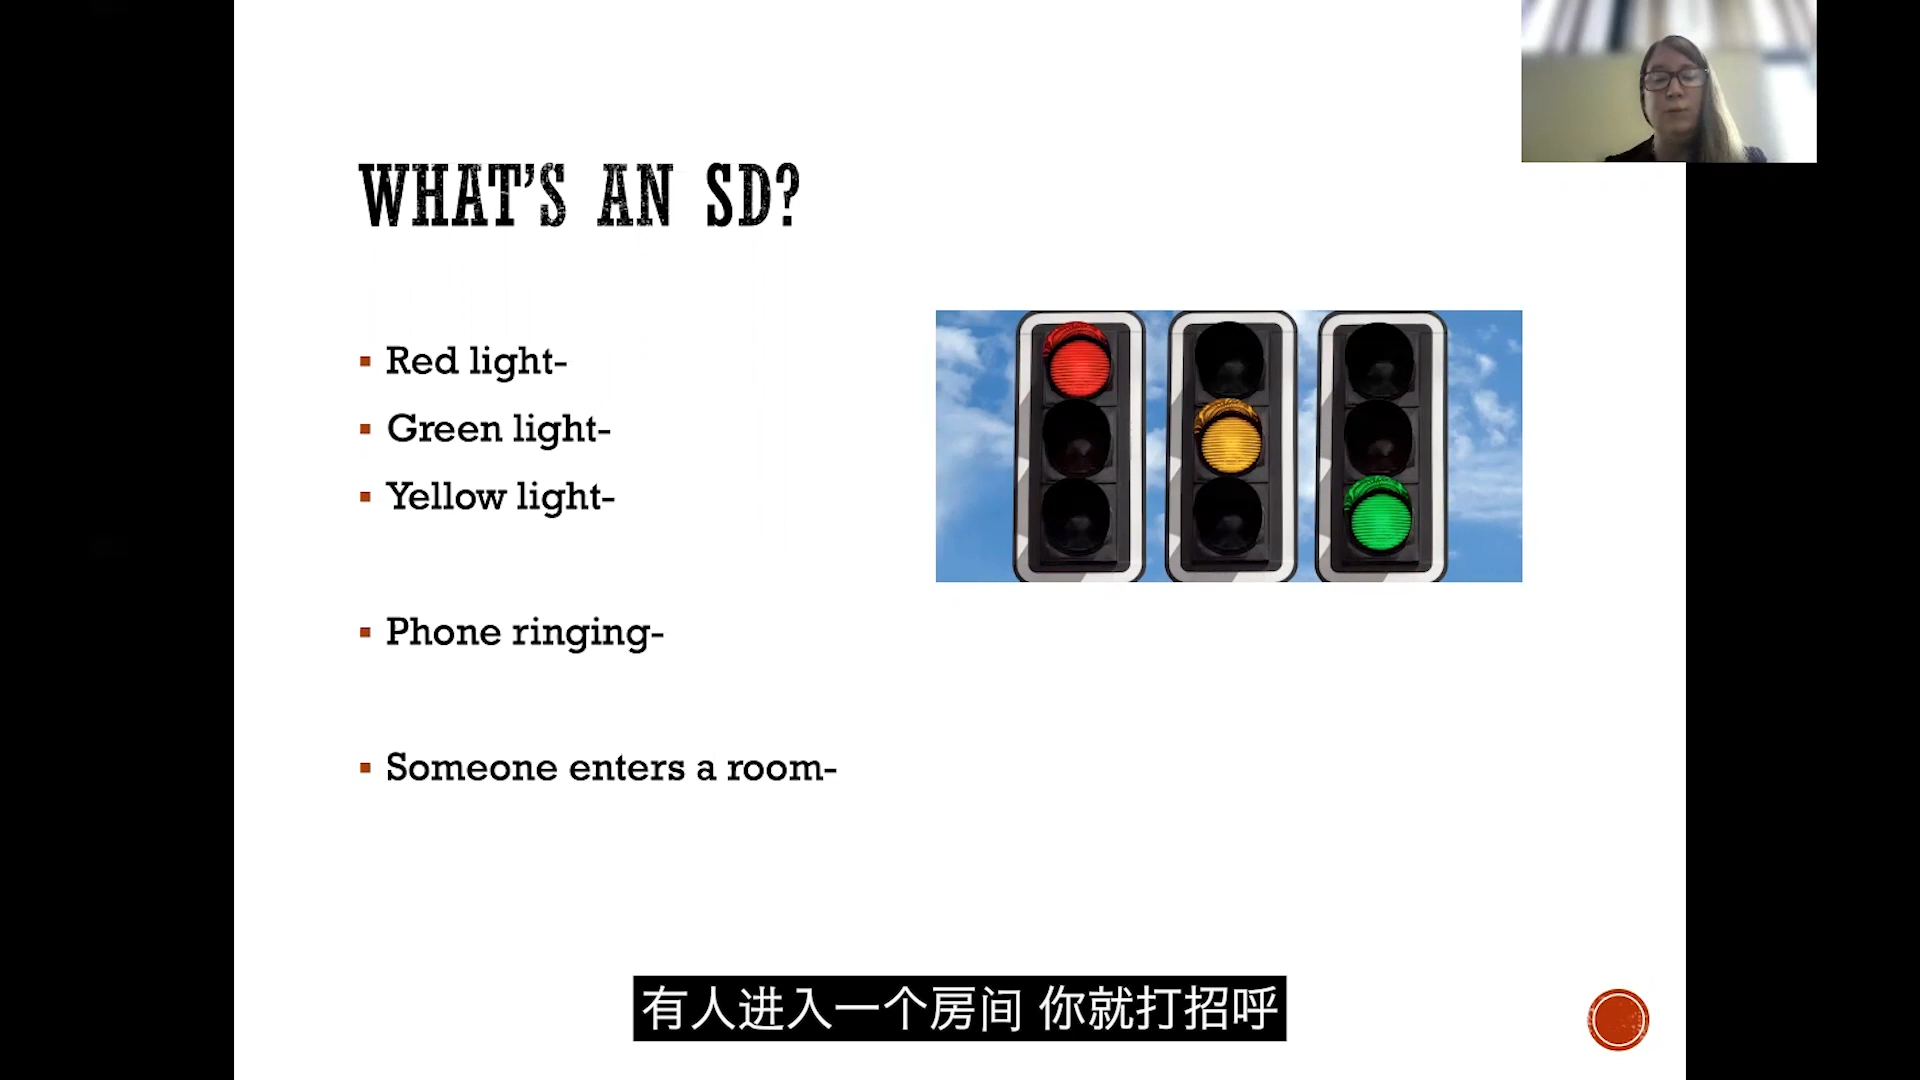 WHAT'S AN SD?
Red light-
Green light-
Yellow light-
Phone ringing-
Someone enters a room-
有人进入一个房间 你就打招呼